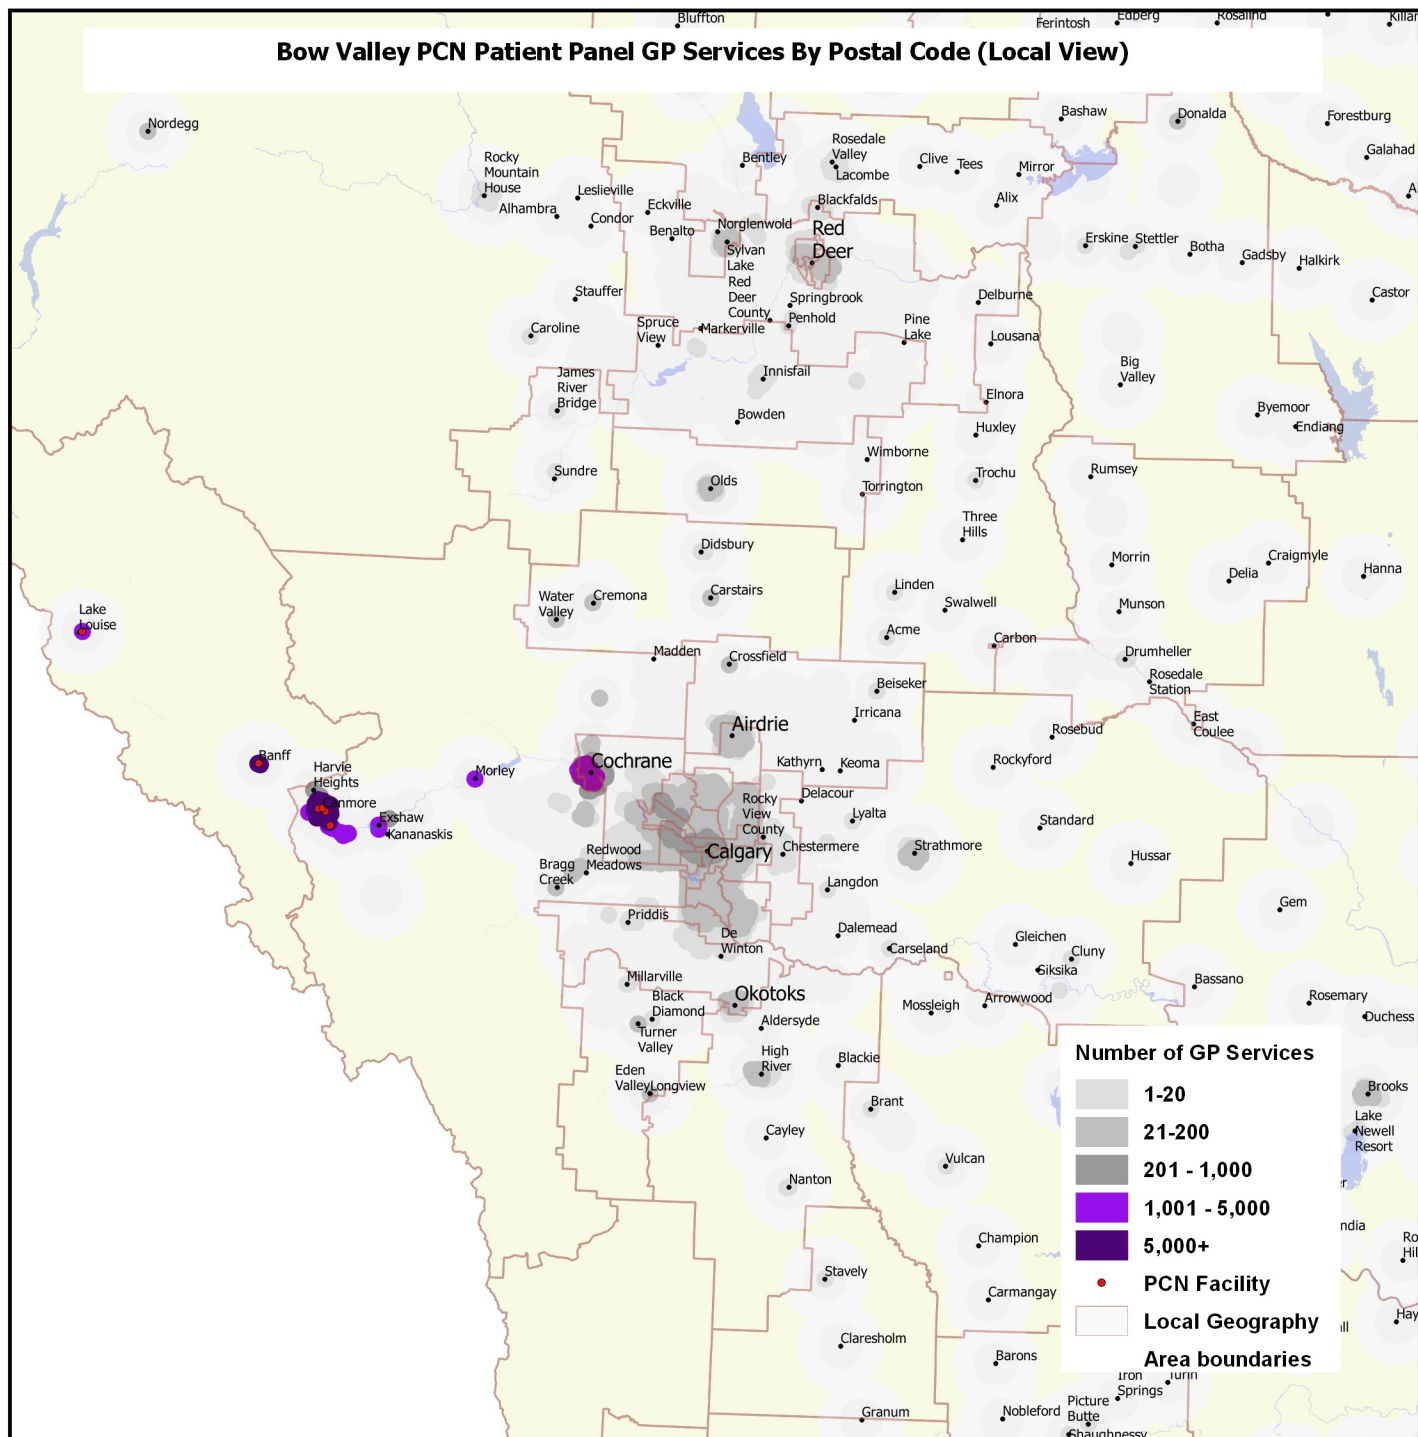 Bluffton
Ferintosh
Edberg
Rosalind
Killar
Bow Valley PCN Patient Panel GP Services By Postal Code (Local View)
Nordegg
Bashaw
Donalda
Forestburg
Galahad
Rocky
Mountain
House
Bentley
Rosedale
Valley
Lacombe
Clive
Tees
Mirror
Alix
Leslieville
Alhambra
Condor
Eckville
Benalto
Blackfalds
Norglenwold
Sylvan
Lake
Red
Deer
County
Red
Deer
Erskine
Stettler
Botha
Gadsby
Halkirk
Castor
Stauffer
Springbrook
Penhold
Delburne
Caroline
Spruce
View
Markerville
Pine
Lake
Lousana
James
River
Bridge
Innisfail
Big
Valley
Bowden
Elnora
Byemoor
Endiang
Huxley
Sundre
Olds
Wimborne
Torrington
Trochu
Rumsey
Three
Hills
Didsbury
Morrin
Craigmyle
Delia
Hanna
Water
Valley
Cremona
Carstairs
Linden
Swalwell
Munson
Lake
Louise
Acme
Carbon
Madden
Crossfield
Drumheller
Rosedale
Station
Beiseker
Irricana
Airdrie
East
Coulee
Rosebud
Banff
Harvie
Heights
Canmore
Morley
Cochrane
Kathyrn
Keoma
Rockyford
Exshaw
Kananaskis
Rocky
View
County
Delacour
Lyalta
Standard
Calgary
Chestermere
Strathmore
Hussar
Redwood
Meadows
Bragg
Creek
Langdon
Gem
Priddis
De
Winton
Dalemead
Carseland
Gleichen
Cluny
Siksika
Bassano
Millarville
Black
Diamond
Turner
Valley
Okotoks
Aldersyde
Mossleigh
Arrowwood
Rosemary
Duchess
High
River
Blackie
Eden
Valley
Longview
Brant
Brooks
Lake
Newell
Resort
Cayley
Vulcan
Nanton
Champion
Stavely
Carmangay
Claresholm
Barons
Granum
Nobleford
Picture
Butte
Shaughnessy
Iron
Springs
Turin
Number of GP Services
1-20
21-200
201 - 1,000
1,001 - 5,000
5,000+
PCN Facility
Local Geography
Area boundaries
Ro
Hil
Hay